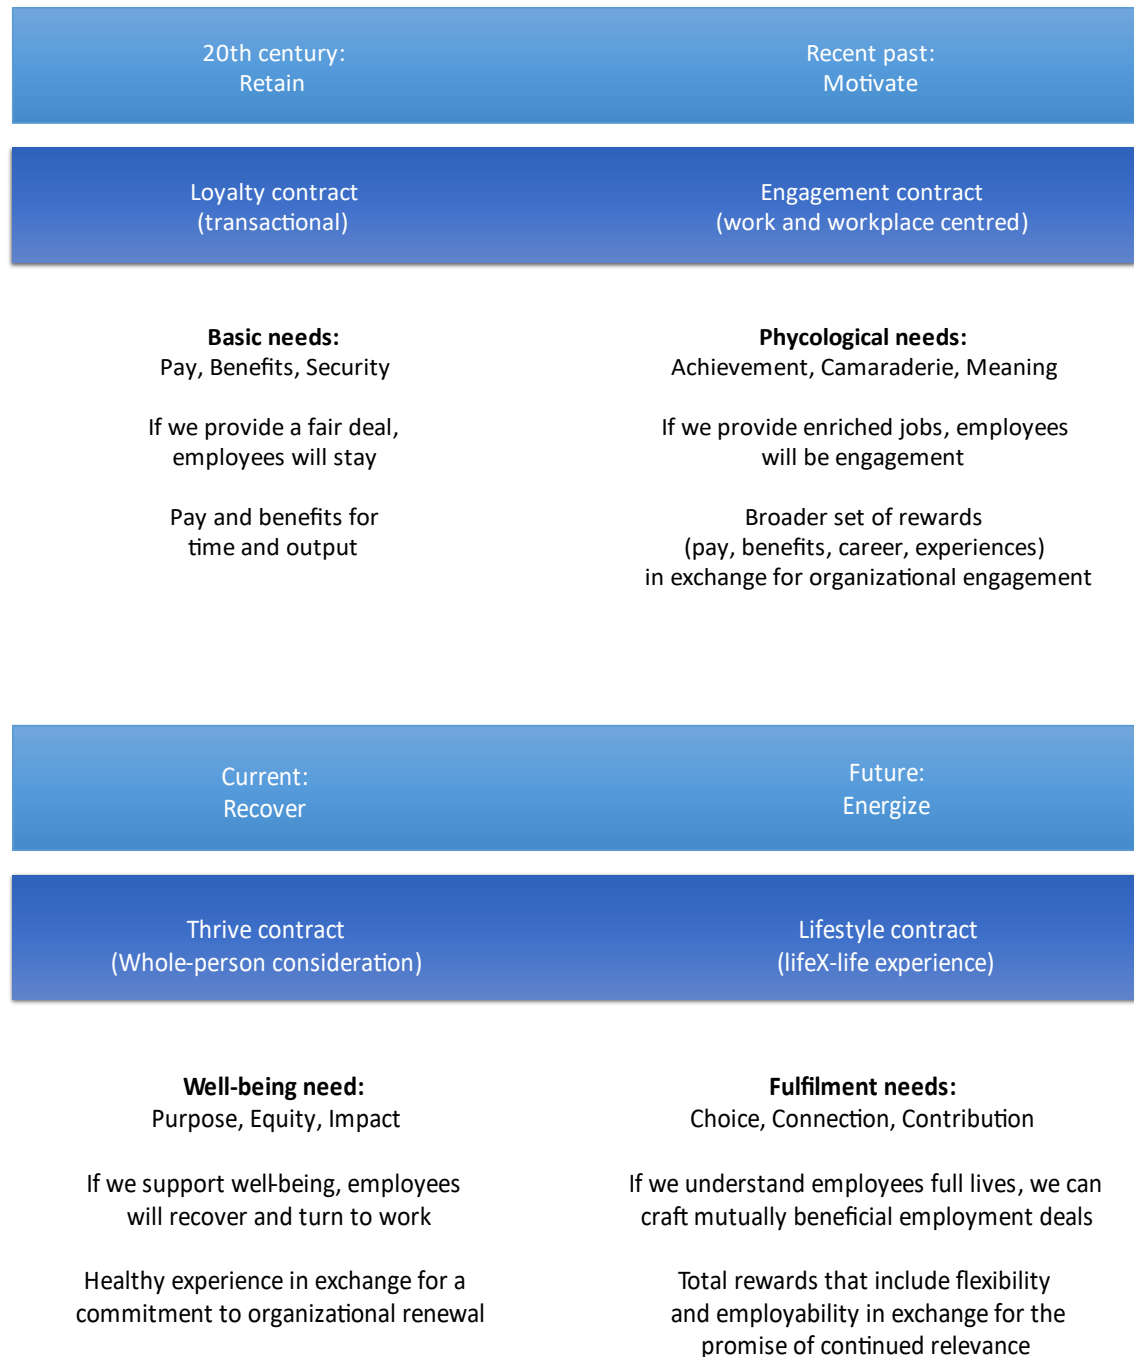 20th century:
Retain
Recent past:
Motivate
Loyalty contract
(transactional)
Engagement contract
(work and workplace centred)
Basic needs:
Pay, Benefits, Security
If we provide a fair deal,
employees will stay
Pay and benefits for
time and output
Phycological needs:
Achievement, Camaraderie, Meaning
If we provide enriched jobs, employees
will be engagement
Broader set of rewards
(pay, benefits, career, experiences)
in exchange for organizational engagement
Current:
Recover
Future:
Energize
Thrive contract
(Whole-person consideration)
Lifestyle contract
(lifeX-life experience)
Well-being need:
Purpose, Equity, Impact
If we support well-being, employees
will recover and turn to work
Healthy experience in exchange for a
commitment to organizational renewal
Fulfilment needs:
Choice, Connection, Contribution
If we understand employees full lives, we can
craft mutually beneficial employment deals
Total rewards that include flexibility
and employability in exchange for the
promise of continued relevance